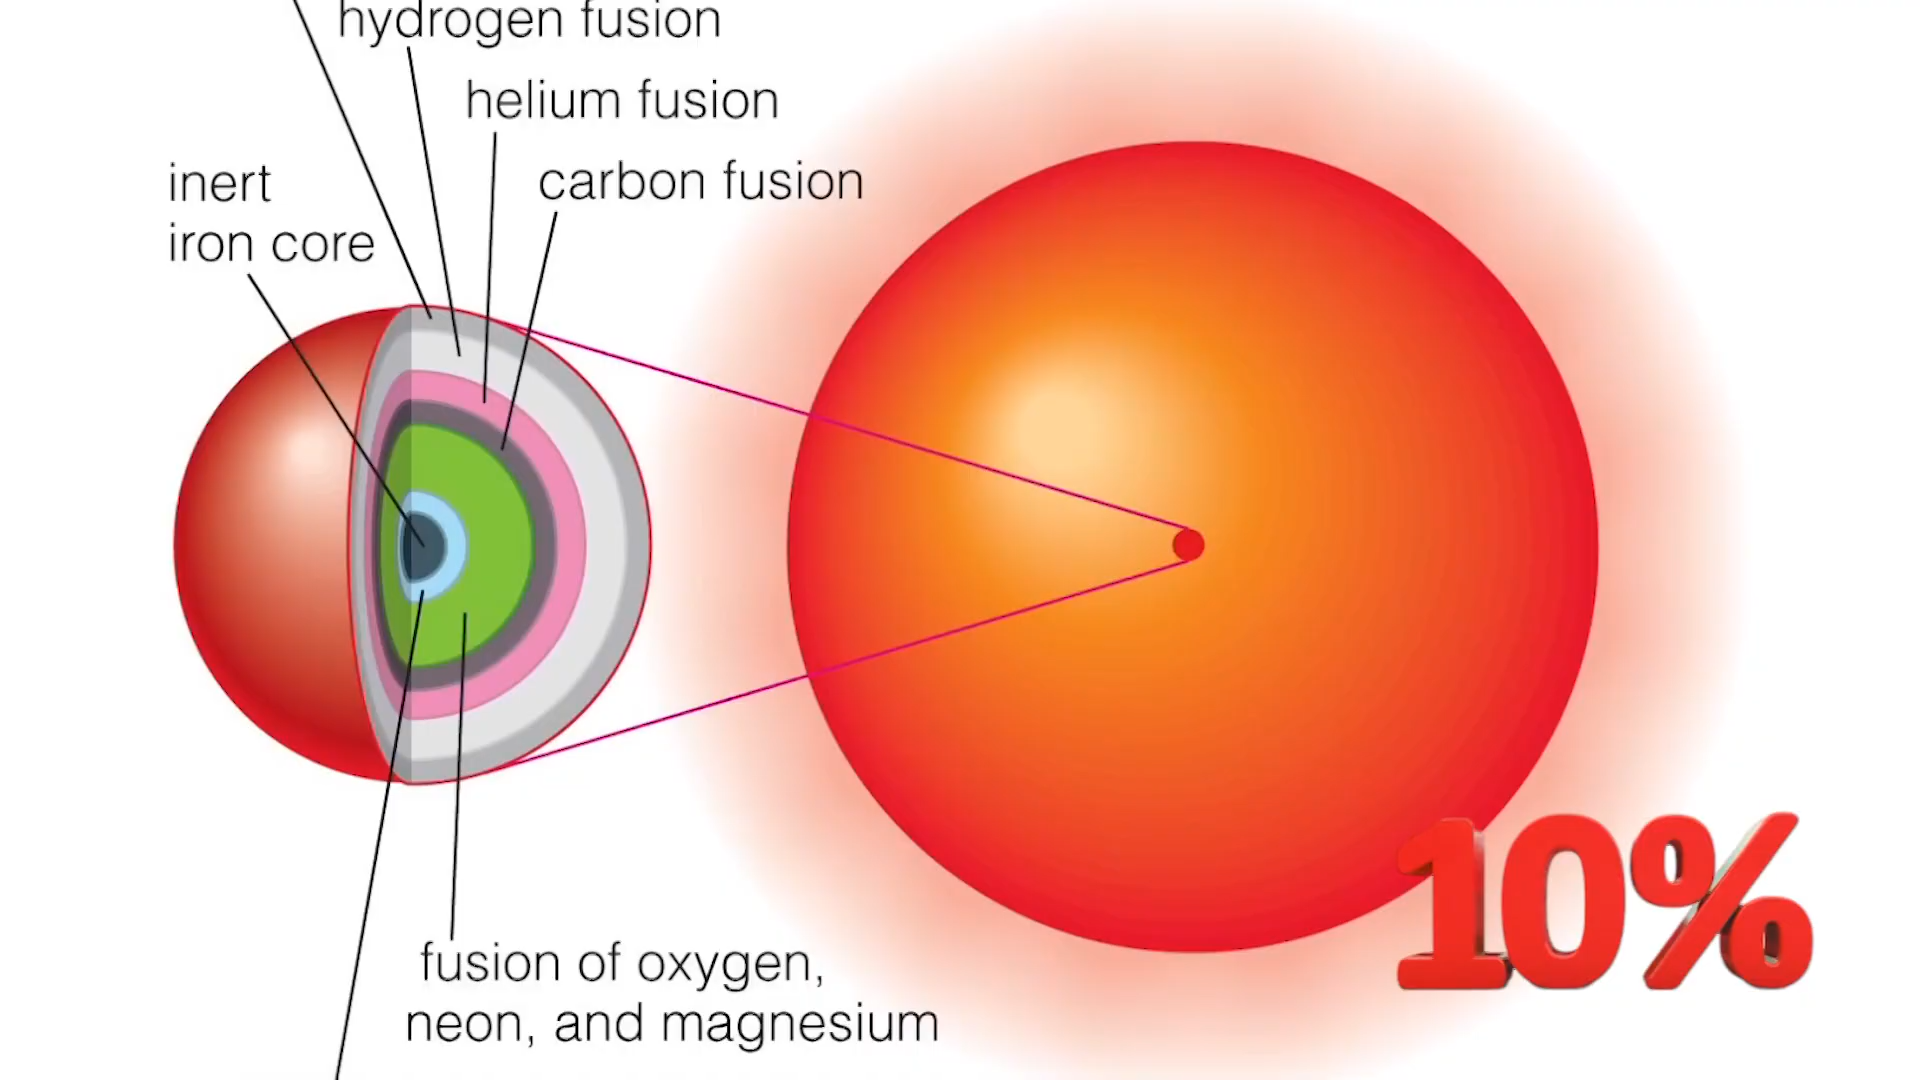 hydrogen fusion
helium fusion
carbon fusion
inert
iron core
fusion of oxygen,
neon, and magnesium
10%